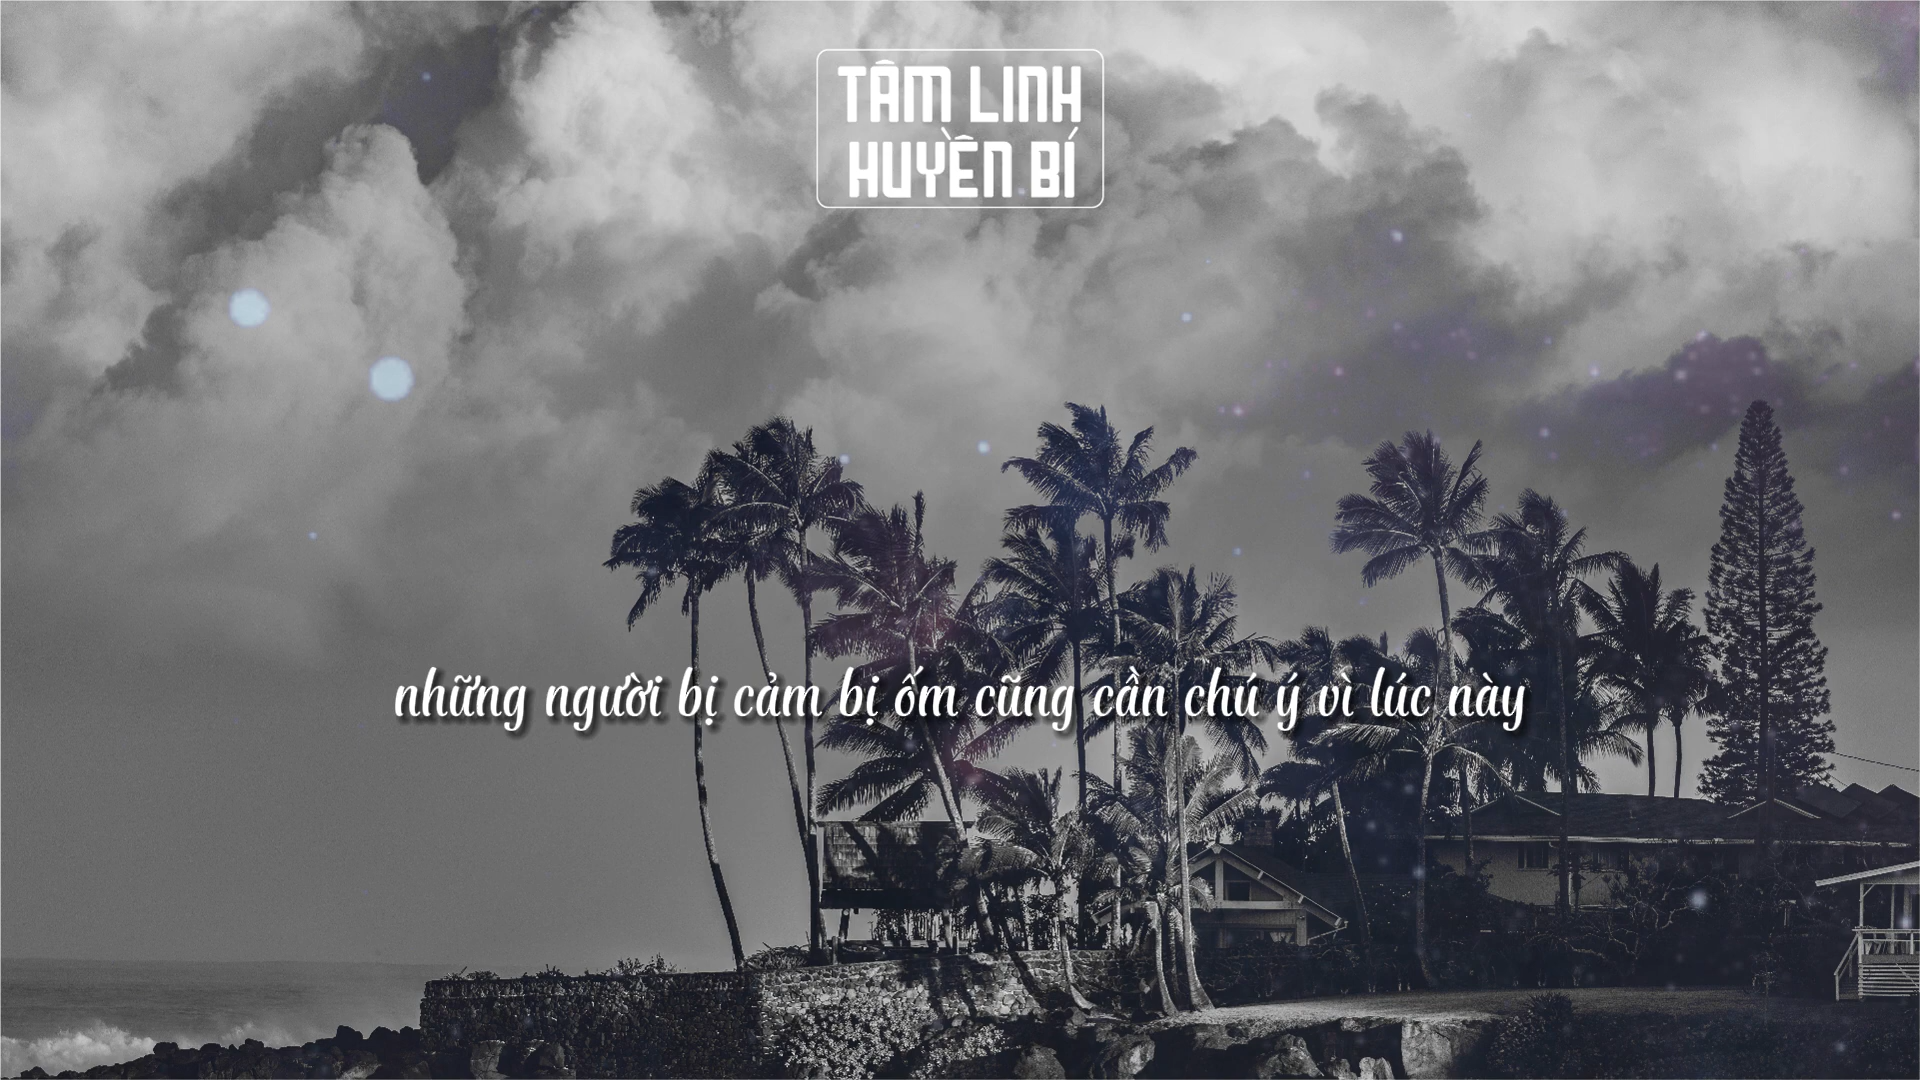 TÂM LINH
HUYỀN BÍ
những người bị cảm bị ốm cũng cần chú ý vì lúc này